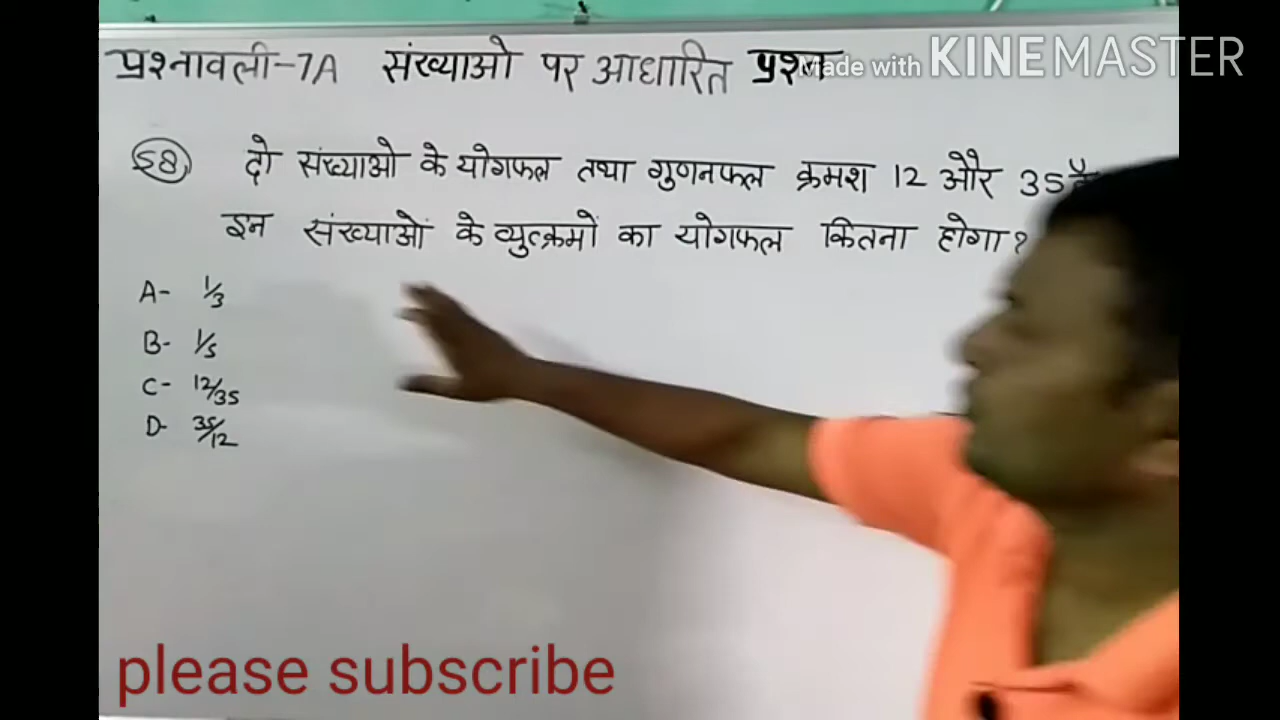 प्रश्नावली-7A संख्याओ पर आधारित प्रश्न
Made with KINEMASTER
58 दो संख्याओ के योगफल तथा गुणनफल क्रमश 12 और 35
इन संख्याओं के व्युत्क्रमों का योगफल कितना होगा?
A- 1/3
B- 1/5
C- 12/35
D- 35/12
please subscribe